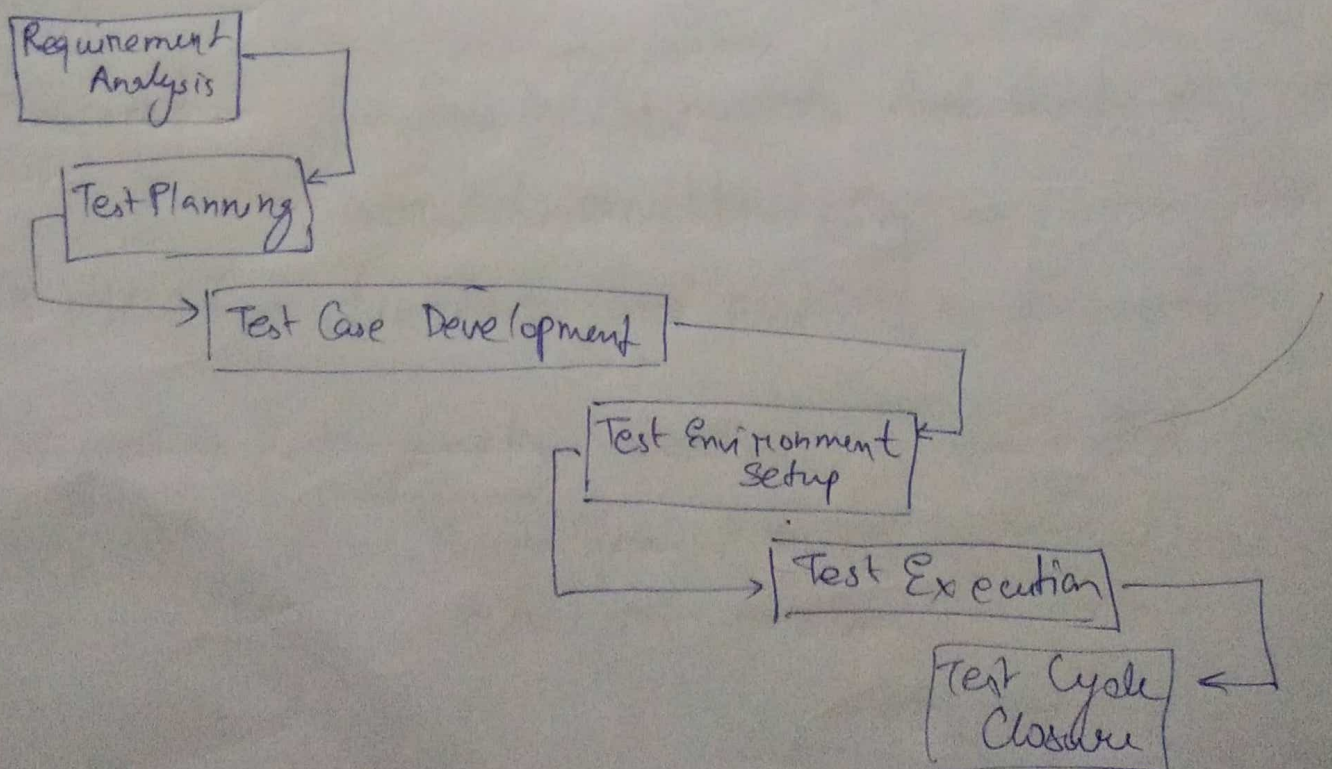 Requirement
Analysis
Test Planning
Test Case Development
Test Environment
Setup
Test Execution
Test Cycle
Closure